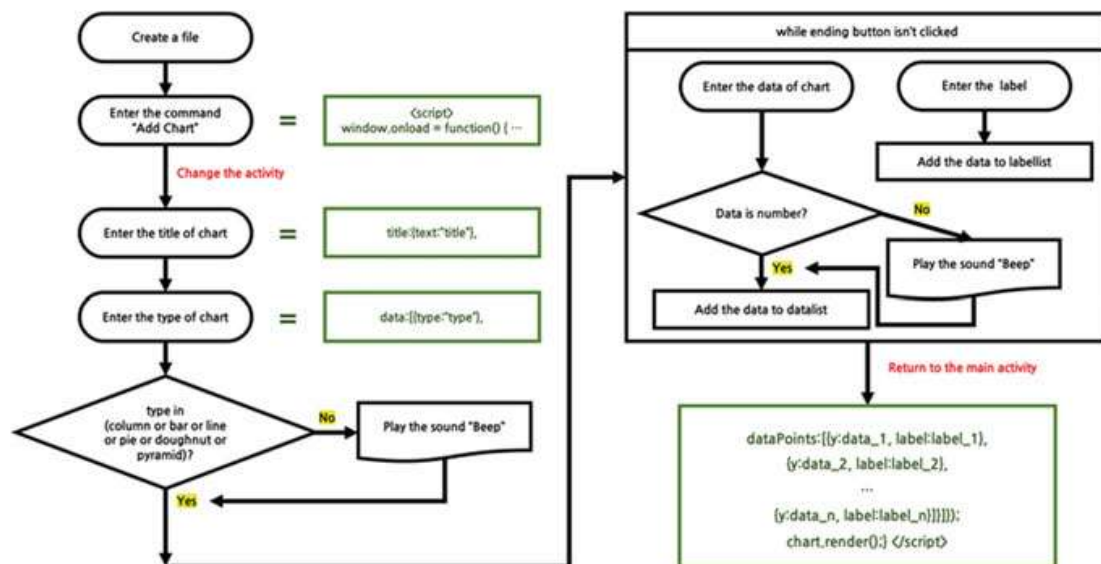 Create a file
Enter the command
"Add Chart"
=
<script>
window.onload = function() { ...
Change the activity
Enter the title of chart
=
title:{text:"title"},
Enter the type of chart
=
data:[{type:"type"},
type in
(column or bar or line
or pie or doughnut or
pyramid)?
No
Play the sound "Beep"
Yes
while ending button isn't clicked
Enter the data of chart
Enter the label
Add the data to labellist
Data is number?
No
Play the sound "Beep"
Yes
Add the data to datalist
Return to the main activity
dataPoints:[{y:data_1, label:label_1},
{y:data_2, label:label_2},
...
{y:data_n, label:label_n}]}]});
chart.render();} </script>